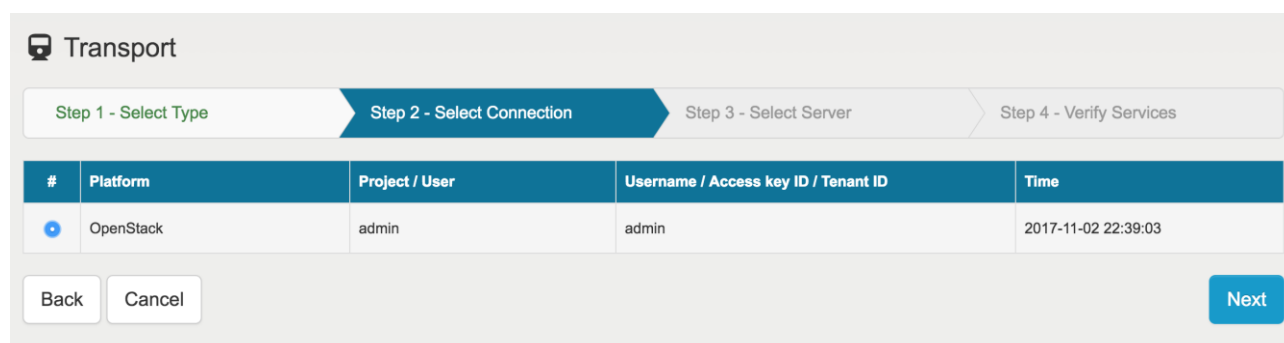 Transport
Step 1 - Select Type
Step 2 - Select Connection
Step 3 - Select Server
Step 4 - Verify Services
# Platform Project / User Username / Access key ID / Tenant ID Time
OpenStack admin admin 2017-11-02 22:39:03
Back Cancel Next